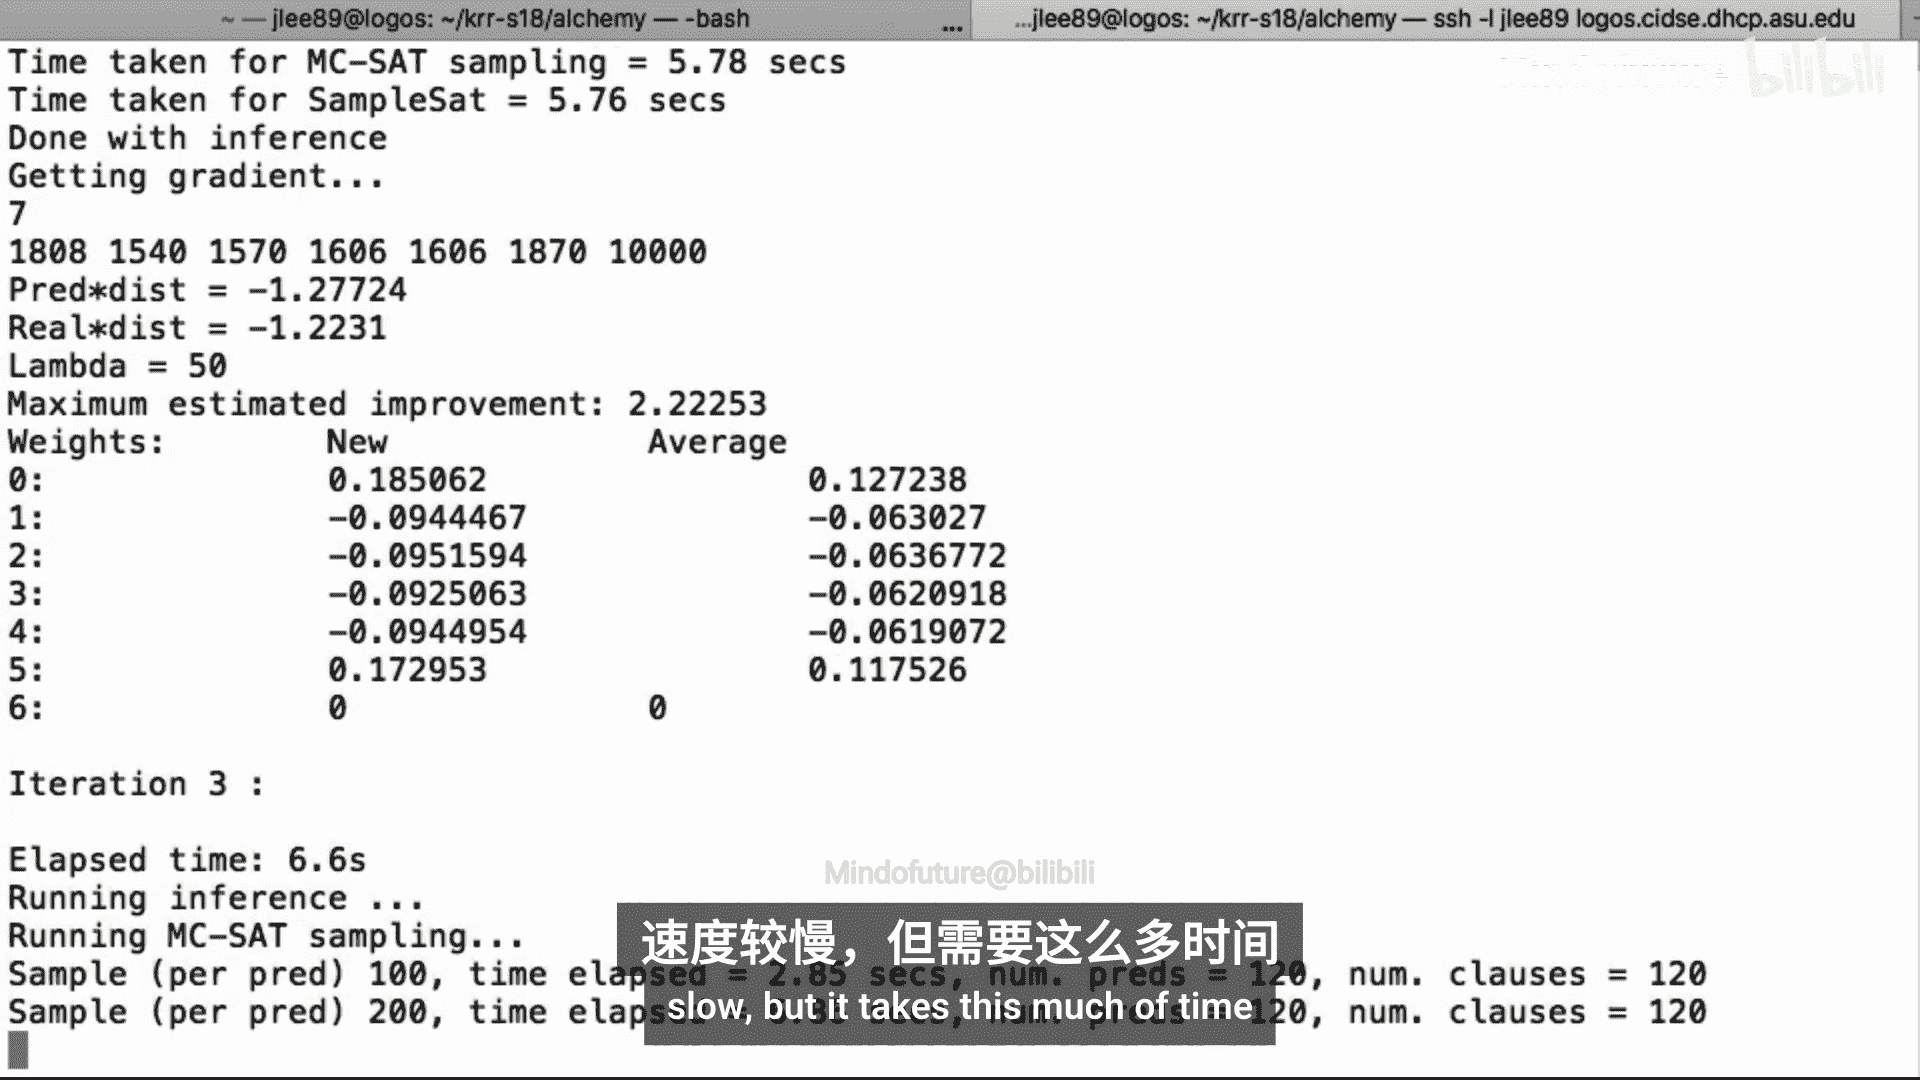 ~ — jlee89@logos: ~/krr-s18/alchemy — -bash
...jlee89@logos: ~/krr-s18/alchemy — ssh -l jlee89 logos.cidse.dhcp.asu.edu
bilibili
Time taken for MC-SAT sampling = 5.78 secs
Time taken for SampleSat = 5.76 secs
Done with inference
Getting gradient...
7
1808 1540 1570 1606 1606 1870 10000
Pred*dist = -1.27724
Real*dist = -1.2231
Lambda = 50
Maximum estimated improvement: 2.22253
Weights: New Average
0: 0.185062 0.127238
1: -0.0944467 -0.063027
2: -0.0951594 -0.0636772
3: -0.0925063 -0.0620918
4: -0.0944954 -0.0619072
5: 0.172953 0.117526
6: 0 0
Iteration 3 :
Elapsed time: 6.6s
Running inference ...
Running MC-SAT sampling...
Sample (per pred) 100, time elapsed = 2.85 secs, num. preds = 120, num. clauses = 120
Sample (per pred) 200, time elapsed num. preds = 120, num. clauses = 120
Mindofuture@bilibili
速度较慢，但需要这么多时间
slow, but it takes this much of time